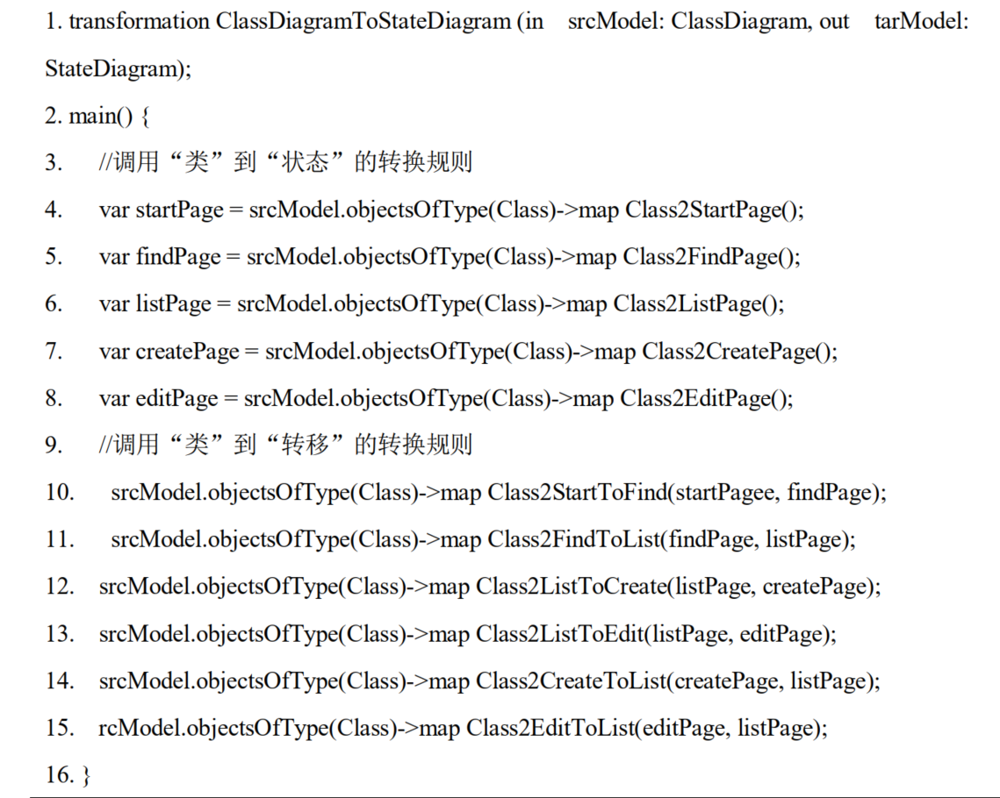 1. transformation ClassDiagramToStateDiagram (in srcModel: ClassDiagram, out tarModel:
StateDiagram);
2. main() {
3. //调用“类”到“状态”的转换规则
4. var startPage = srcModel.objectsOfType(Class)->map Class2StartPage();
5. var findPage = srcModel.objectsOfType(Class)->map Class2FindPage();
6. var listPage = srcModel.objectsOfType(Class)->map Class2ListPage();
7. var createPage = srcModel.objectsOfType(Class)->map Class2CreatePage();
8. var editPage = srcModel.objectsOfType(Class)->map Class2EditPage();
9. //调用“类”到“转移”的转换规则
10. srcModel.objectsOfType(Class)->map Class2StartToFind(startPagee, findPage);
11. srcModel.objectsOfType(Class)->map Class2FindToList(findPage, listPage);
12. srcModel.objectsOfType(Class)->map Class2ListToCreate(listPage, createPage);
13. srcModel.objectsOfType(Class)->map Class2ListToEdit(listPage, editPage);
14. srcModel.objectsOfType(Class)->map Class2CreateToList(createPage, listPage);
15. rcModel.objectsOfType(Class)->map Class2EditToList(editPage, listPage);
16. }